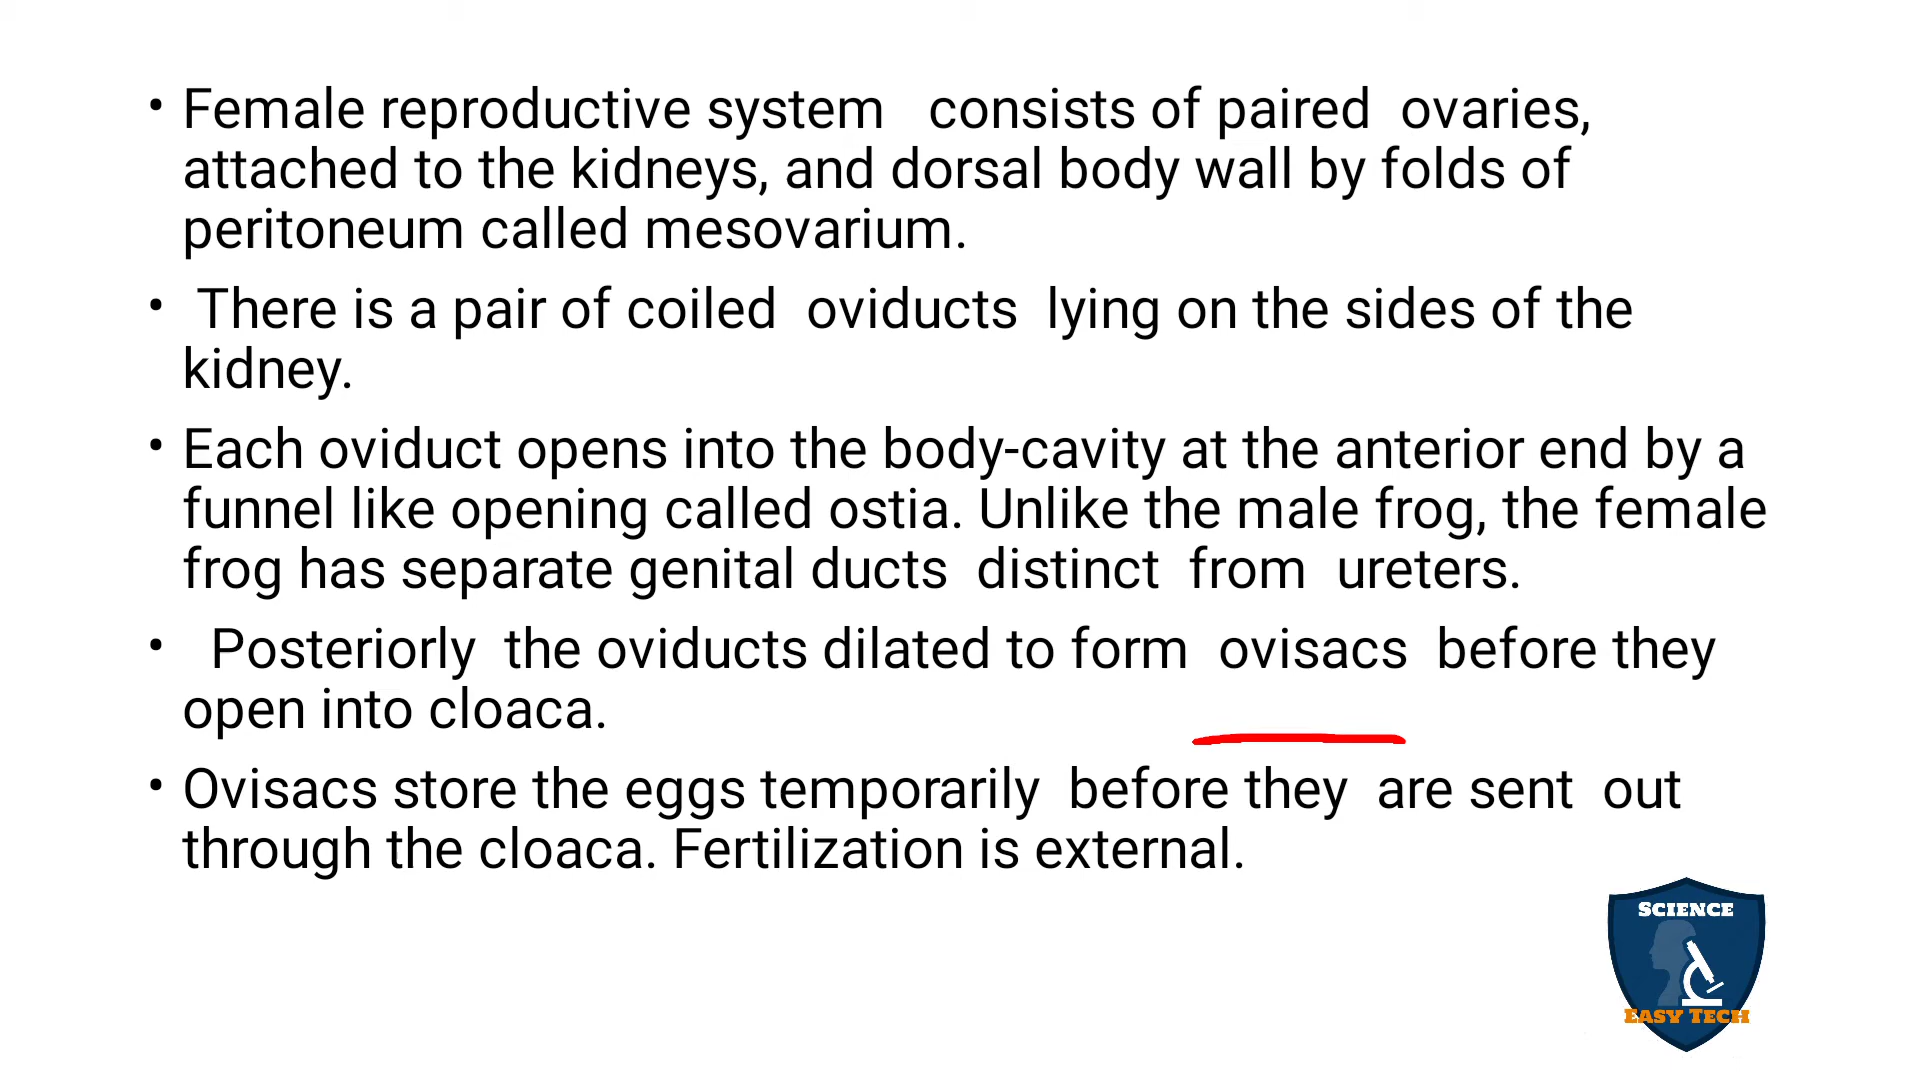 • Female reproductive system consists of paired ovaries,
attached to the kidneys, and dorsal body wall by folds of
peritoneum called mesovarium.
• There is a pair of coiled oviducts lying on the sides of the
kidney.
• Each oviduct opens into the body-cavity at the anterior end by a
funnel like opening called ostia. Unlike the male frog, the female
frog has separate genital ducts distinct from ureters.
• Posteriorly the oviducts dilated to form ovisacs before they
open into cloaca.
• Ovisacs store the eggs temporarily before they are sent out
through the cloaca. Fertilization is external.
SCIENCE
EASY TECH